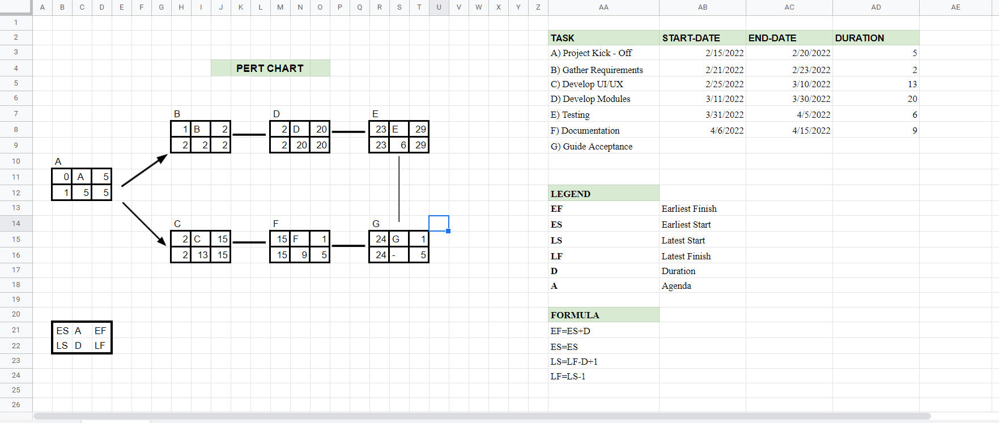 A B C D E F G H I J K L M N O P Q R S T U V W X Y Z AA AB AC AD AE
1
2 TASK START-DATE END-DATE DURATION
3 A) Project Kick - Off 2/15/2022 2/20/2022 5
4 PERT CHART B) Gather Requirements 2/21/2022 2/23/2022 2
5 C) Develop UI/UX 2/25/2022 3/10/2022 13
6 D) Develop Modules 3/11/2022 3/30/2022 20
7 B D E E) Testing 3/31/2022 4/5/2022 6
8 1 B 2 2 D 20 23 E 29 F) Documentation 4/6/2022 4/15/2022 9
9 2 2 2 2 20 20 23 6 29 G) Guide Acceptance
10 A
11 0 A 5
12 1 5 5 LEGEND
13 EF Earliest Finish
14 C F G ES Earliest Start
15 2 C 15 15 F 1 24 G 1 LS Latest Start
16 2 13 15 15 9 5 24 - 5 LF Latest Finish
17 D Duration
18 A Agenda
19
20 FORMULA
21 ES A EF EF=ES+D
22 LS D LF ES=ES
23 LS=LF-D+1
24 LF=LS-1
25
26